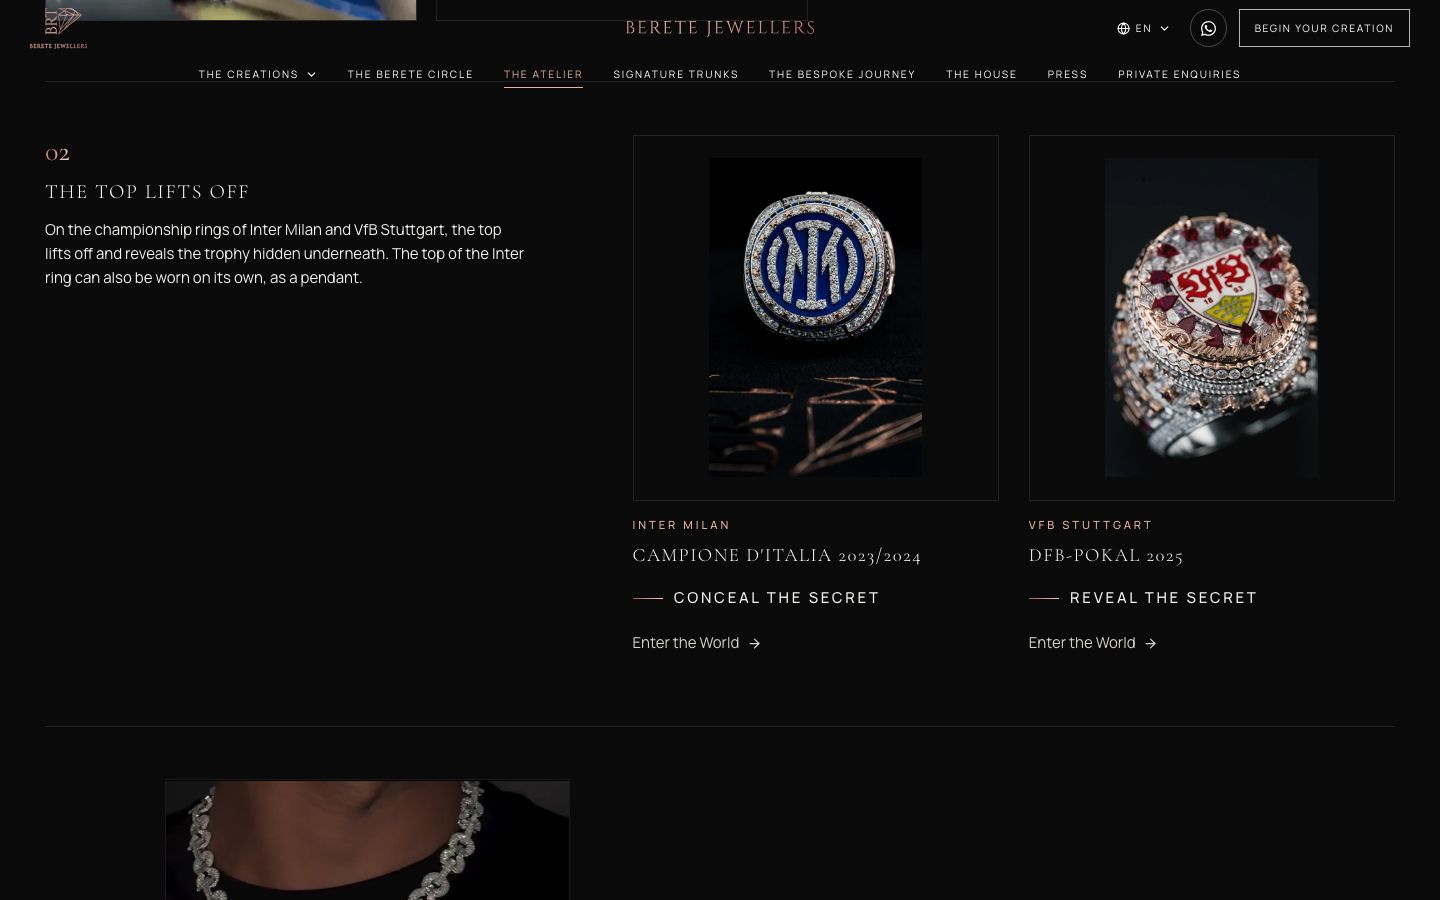 BRT
BERETE JEWELLERS
BERETE JEWELLERS
EN
BEGIN YOUR CREATION
THE CREATIONS
THE BERETE CIRCLE
THE ATELIER
SIGNATURE TRUNKS
THE BESPOKE JOURNEY
THE HOUSE
PRESS
PRIVATE ENQUIRIES
02
THE TOP LIFTS OFF
On the championship rings of Inter Milan and VfB Stuttgart, the top
lifts off and reveals the trophy hidden underneath. The top of the Inter
ring can also be worn on its own, as a pendant.
IM
VfB
18 93
INTER MILAN
CAMPIONE D'ITALIA 2023/2024
CONCEAL THE SECRET
Enter the World
VFB STUTTGART
DFB-POKAL 2025
REVEAL THE SECRET
Enter the World